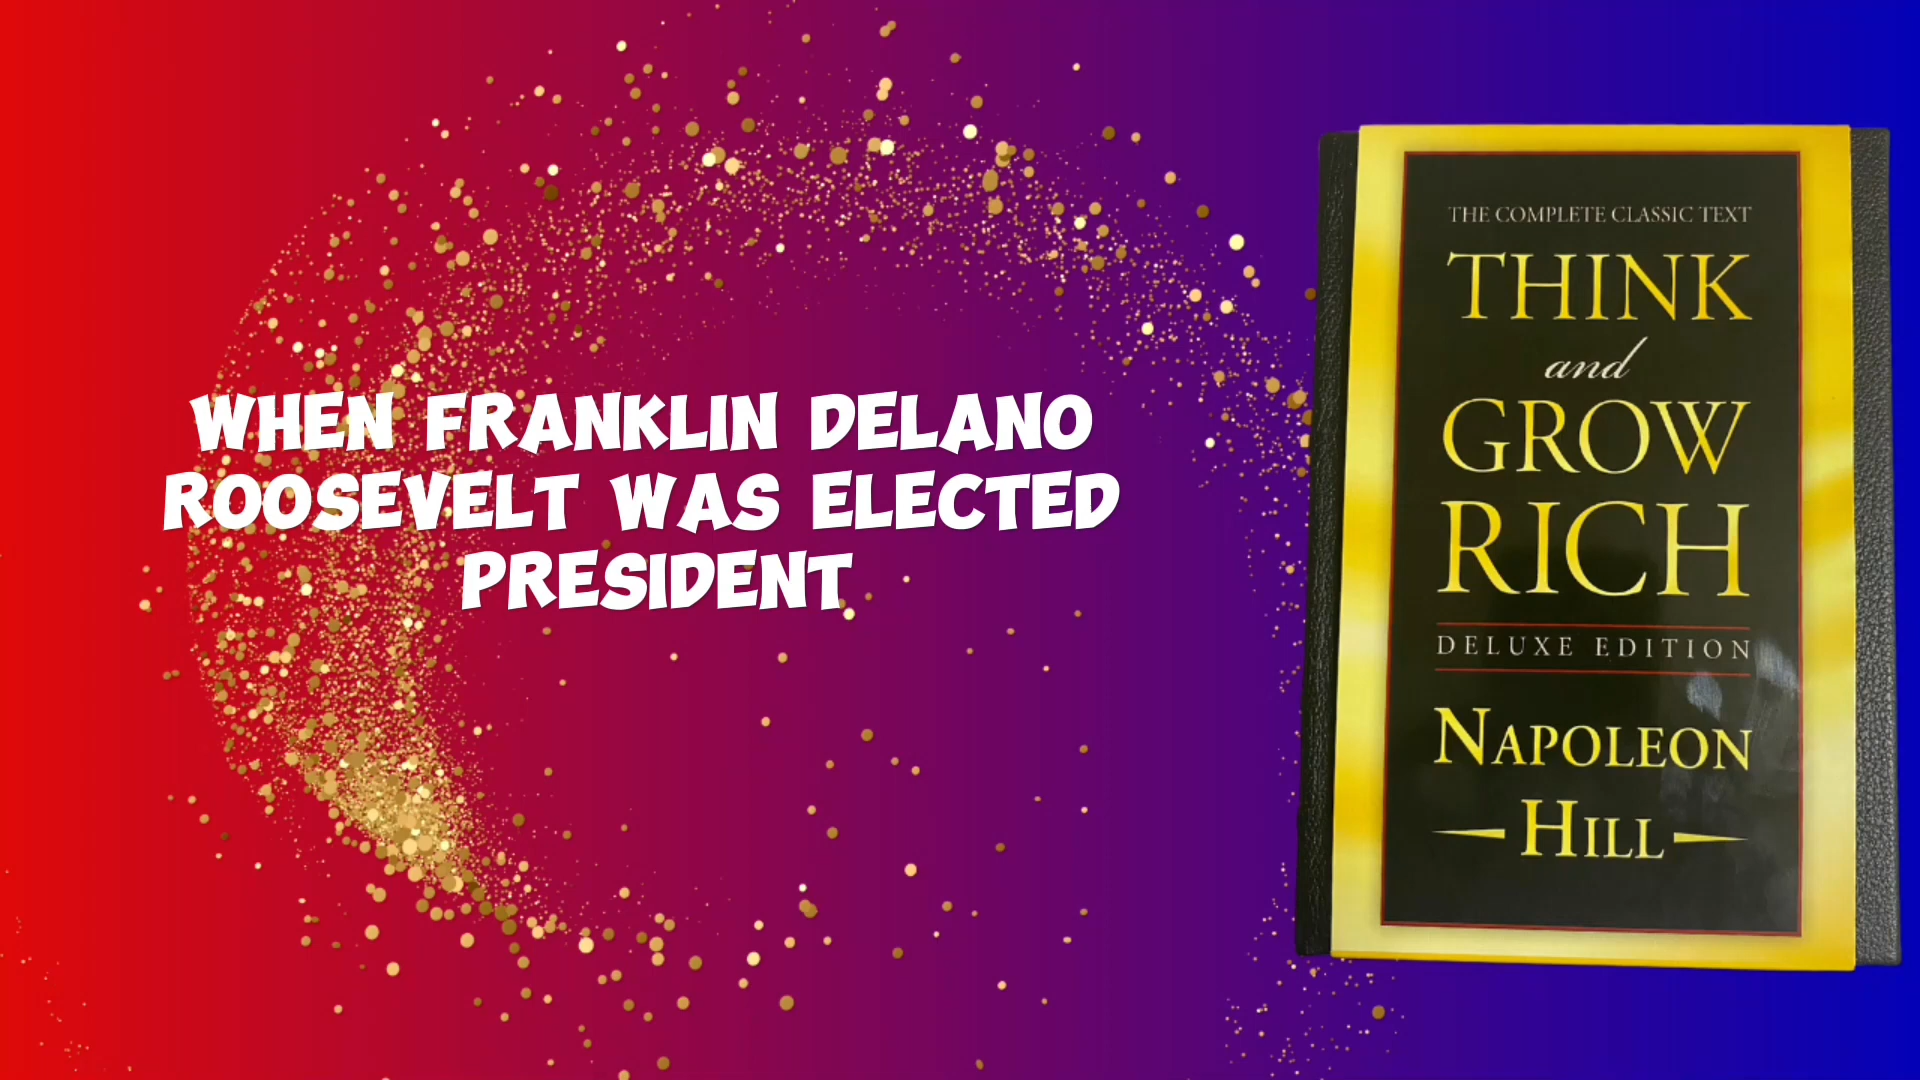 WHEN FRANKLIN DELANO
ROOSEVELT WAS ELECTED
PRESIDENT
THE COMPLETE CLASSIC TEXT
THINK
and
GROW
RICH
DELUXE EDITION
NAPOLEON
HILL